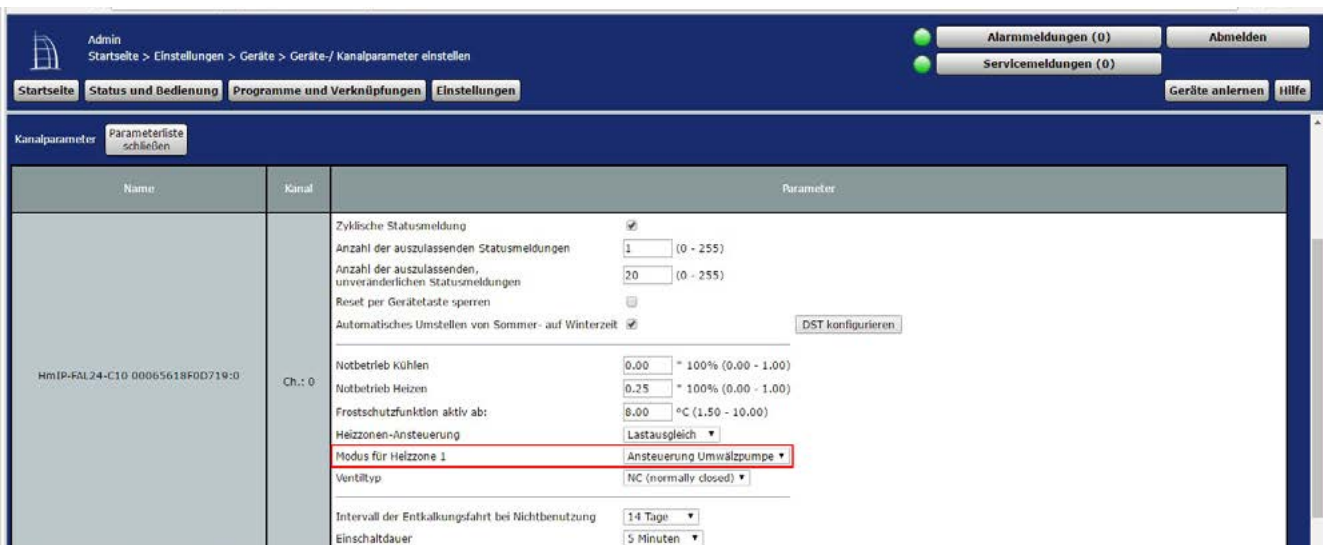 Admin
Alarmmeldungen (0)
Abmelden
Startseite > Einstellungen > Geräte > Geräte-/ Kanalparameter einstellen
Servicemeldungen (0)
Startseite
Status und Bedienung
Programme und Verknüpfungen
Einstellungen
Geräte anlernen
Hilfe
Kanalparameter
Parameterliste
schließen
Name
Kanal
Parameter
HmIP-FAL24-C10 00065618F0D719:0
Ch.: 0
Zyklische Statusmeldung
Anzahl der auszulassenden Statusmeldungen 1 (0 - 255)
Anzahl der auszulassenden,
unveränderlichen Statusmeldungen 20 (0 - 255)
Reset per Gerätetaste sperren
Automatisches Umstellen von Sommer- auf Winterzeit DST konfigurieren
Notbetrieb Kühlen 0.00 * 100% (0.00 - 1.00)
Notbetrieb Heizen 0.25 * 100% (0.00 - 1.00)
Frostschutzfunktion aktiv ab: 8.00 °C (1.50 - 10.00)
Heizzonen-Ansteuerung Lastausgleich
Modus für Heizzone 1 Ansteuerung Umwälzpumpe
Ventiltyp NC (normally closed)
Intervall der Entkalkungsfahrt bei Nichtbenutzung 14 Tage
Einschaltdauer 5 Minuten